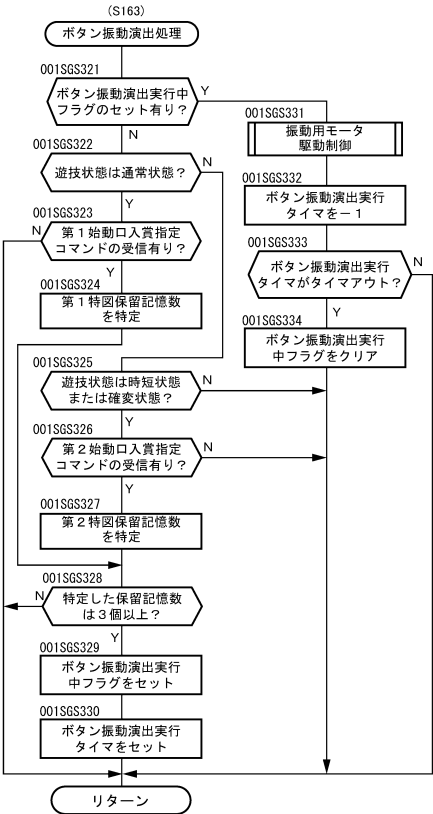 (S163)
ボタン振動演出処理
001SGS321
ボタン振動演出実行中
フラグのセット有り？
Y
N
001SGS322
遊技状態は通常状態？
N
Y
001SGS323
N
第１始動口入賞指定
コマンドの受信有り？
Y
001SGS324
第１特図保留記憶数
を特定
001SGS325
遊技状態は時短状態
または確変状態？
N
Y
001SGS326
第２始動口入賞指定
コマンドの受信有り？
N
Y
001SGS327
第２特図保留記憶数
を特定
001SGS328
N
特定した保留記憶数
は３個以上？
Y
001SGS329
ボタン振動演出実行
中フラグをセット
001SGS330
ボタン振動演出実行
タイマをセット
リターン
001SGS331
振動用モータ
駆動制御
001SGS332
ボタン振動演出実行
タイマを－１
001SGS333
ボタン振動演出実行
タイマがタイマアウト？
N
Y
001SGS334
ボタン振動演出実行
中フラグをクリア